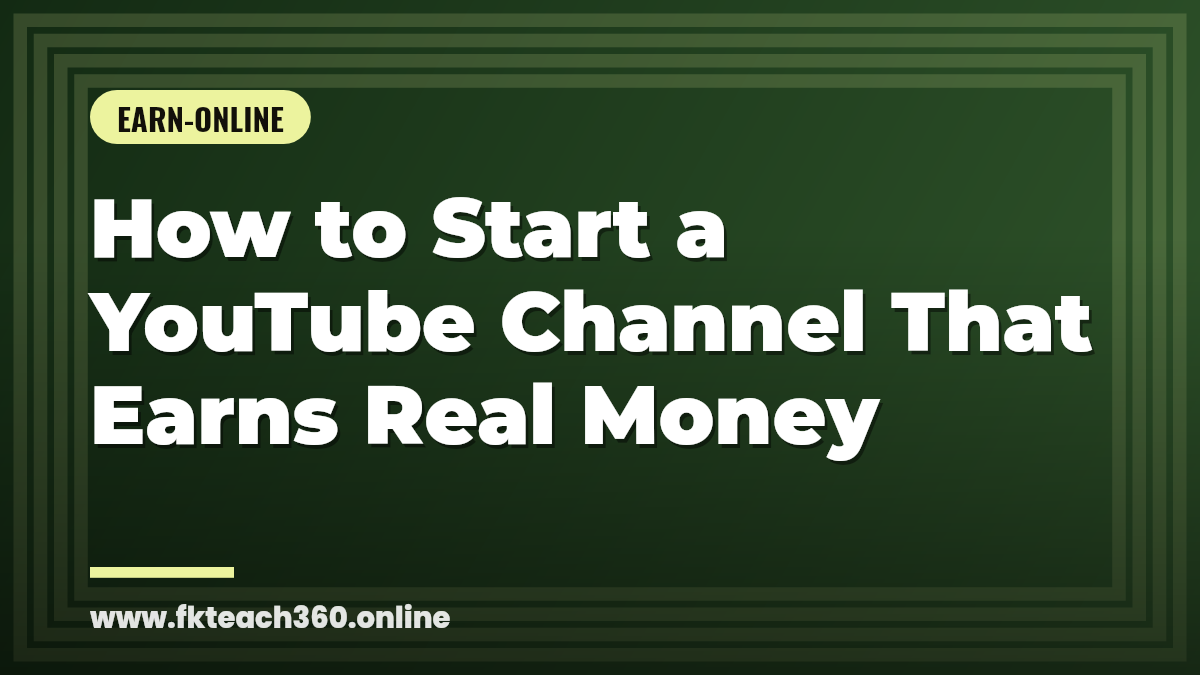 EARN-ONLINE
How to Start a
YouTube Channel That
Earns Real Money
www.fkteach360.online